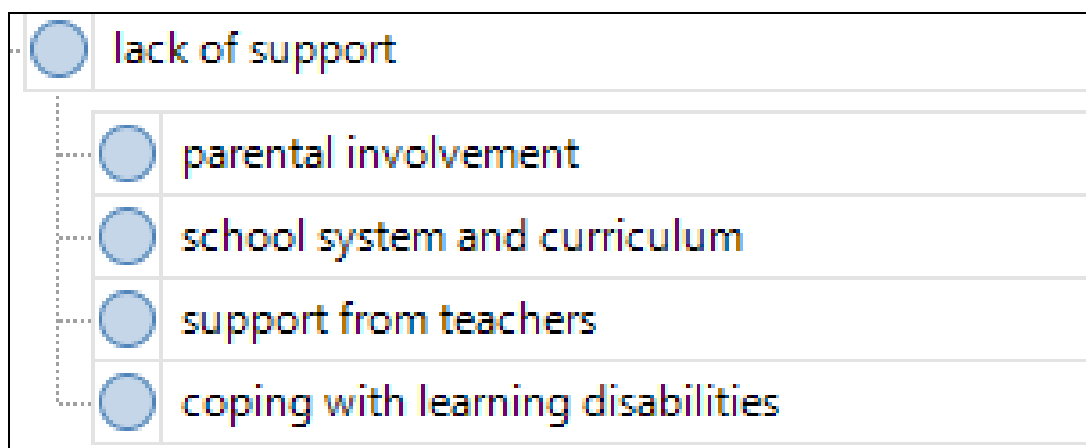 lack of support
parental involvement
school system and curriculum
support from teachers
coping with learning disabilities